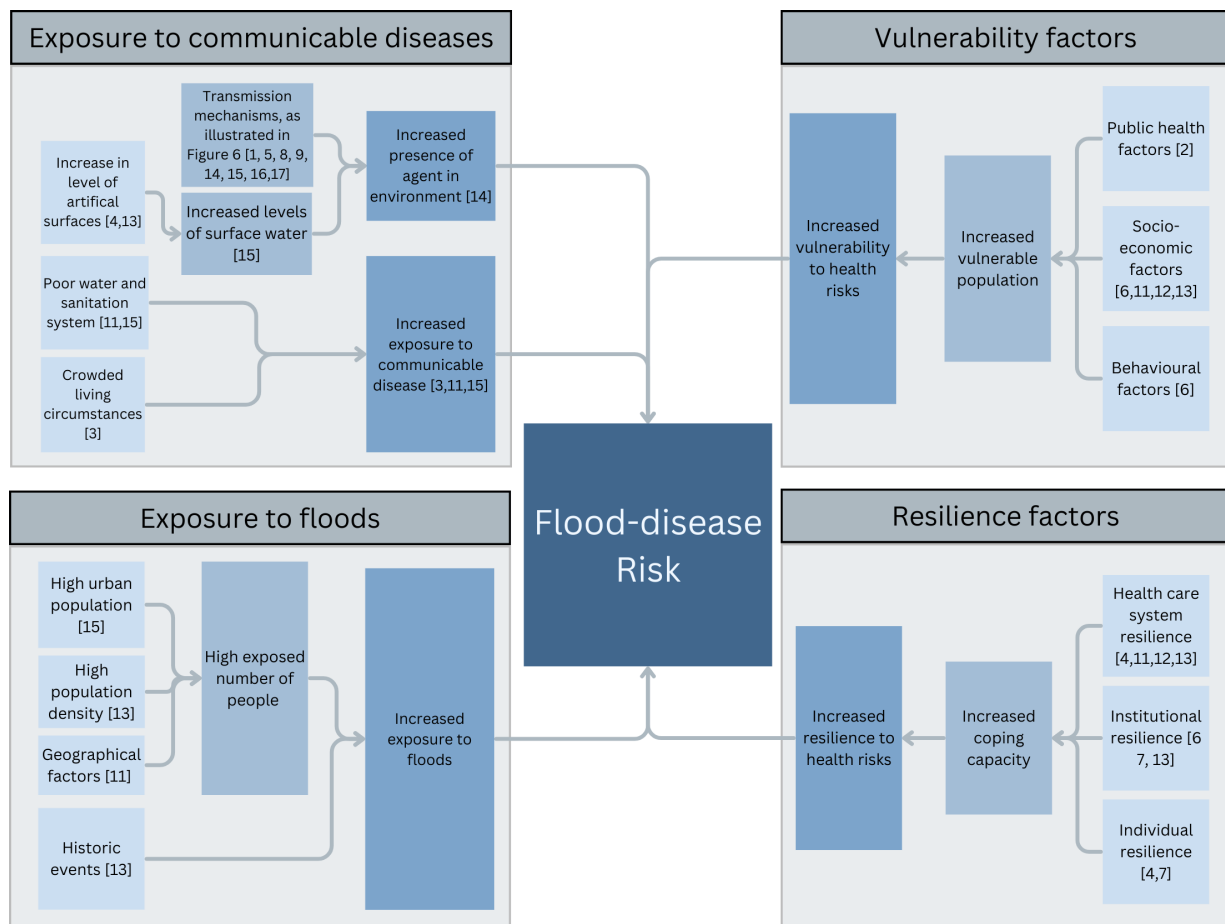 Exposure to communicable diseases
Transmission
mechanisms, as
illustrated in
Figure 6 [1, 5, 8, 9,
14, 15, 16,17]
Increased
presence of
agent in
environment [14]
Increase in
level of
artifical
surfaces [4,13]
Increased levels
of surface water
[15]
Poor water and
sanitation
system [11,15]
Increased
exposure to
communicable
disease [3,11,15]
Crowded
living
circumstances
[3]
Vulnerability factors
Public health
factors [2]
Increased
vulnerability
to health
risks
Increased
vulnerable
population
Socio-
economic
factors
[6,11,12,13]
Behavioural
factors [6]
Flood-disease
Risk
Exposure to floods
High urban
population
[15]
High
population
density [13]
Geographical
factors [11]
Historic
events [13]
High exposed
number of
people
Increased
exposure to
floods
Resilience factors
Health care
system
resilience
[4,11,12,13]
Increased
resilience to
health risks
Increased
coping
capacity
Institutional
resilience [6
7, 13]
Individual
resilience
[4,7]